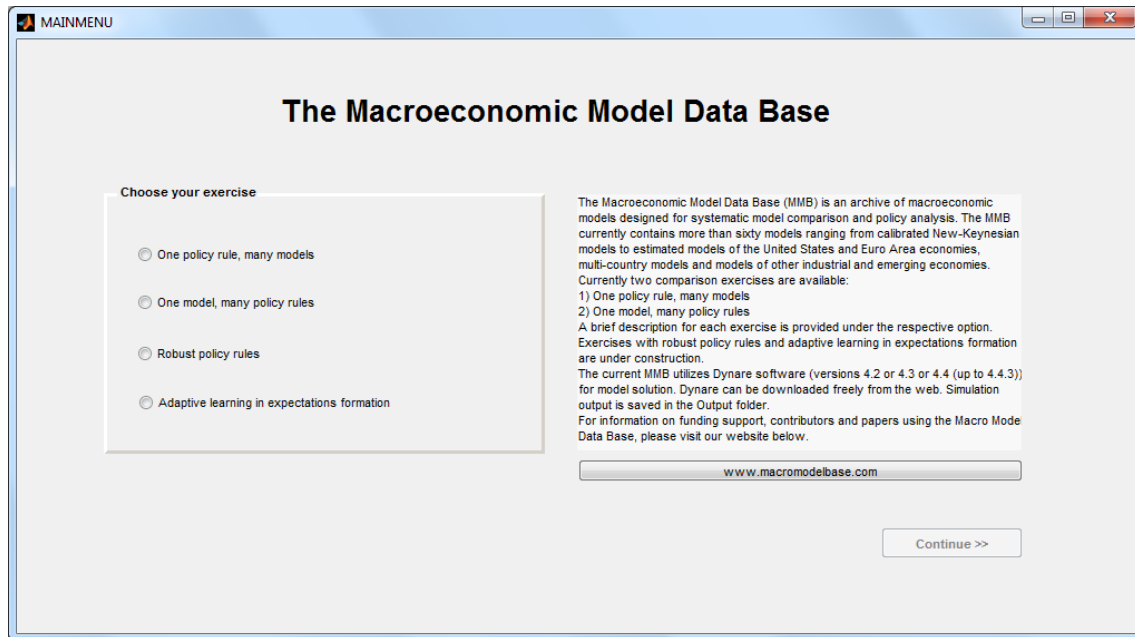 MAINMENU
The Macroeconomic Model Data Base
Choose your exercise
One policy rule, many models
One model, many policy rules
Robust policy rules
Adaptive learning in expectations formation
The Macroeconomic Model Data Base (MMB) is an archive of macroeconomic
models designed for systematic model comparison and policy analysis. The MMB
currently contains more than sixty models ranging from calibrated New-Keynesian
models to estimated models of the United States and Euro Area economies,
multi-country models and models of other industrial and emerging economies.
Currently two comparison exercises are available:
1) One policy rule, many models
2) One model, many policy rules
A brief description for each exercise is provided under the respective option.
Exercises with robust policy rules and adaptive learning in expectations formation
are under construction.
The current MMB utilizes Dynare software (versions 4.2 or 4.3 or 4.4 (up to 4.4.3))
for model solution. Dynare can be downloaded freely from the web. Simulation
output is saved in the Output folder.
For information on funding support, contributors and papers using the Macro Model
Data Base, please visit our website below.
www.macromodelbase.com
Continue >>